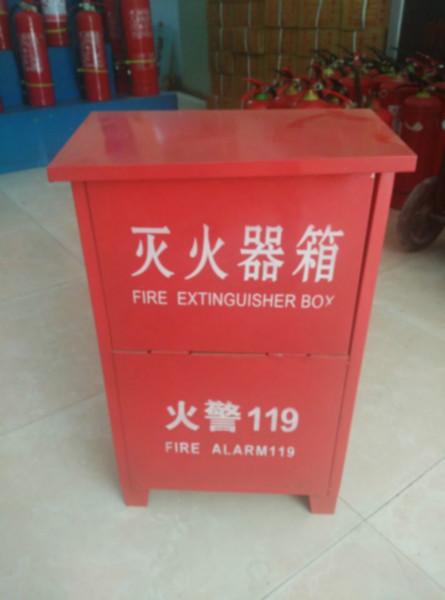 灭火器箱
FIRE EXTINGUISHER BOX
火警119
FIRE ALARM119